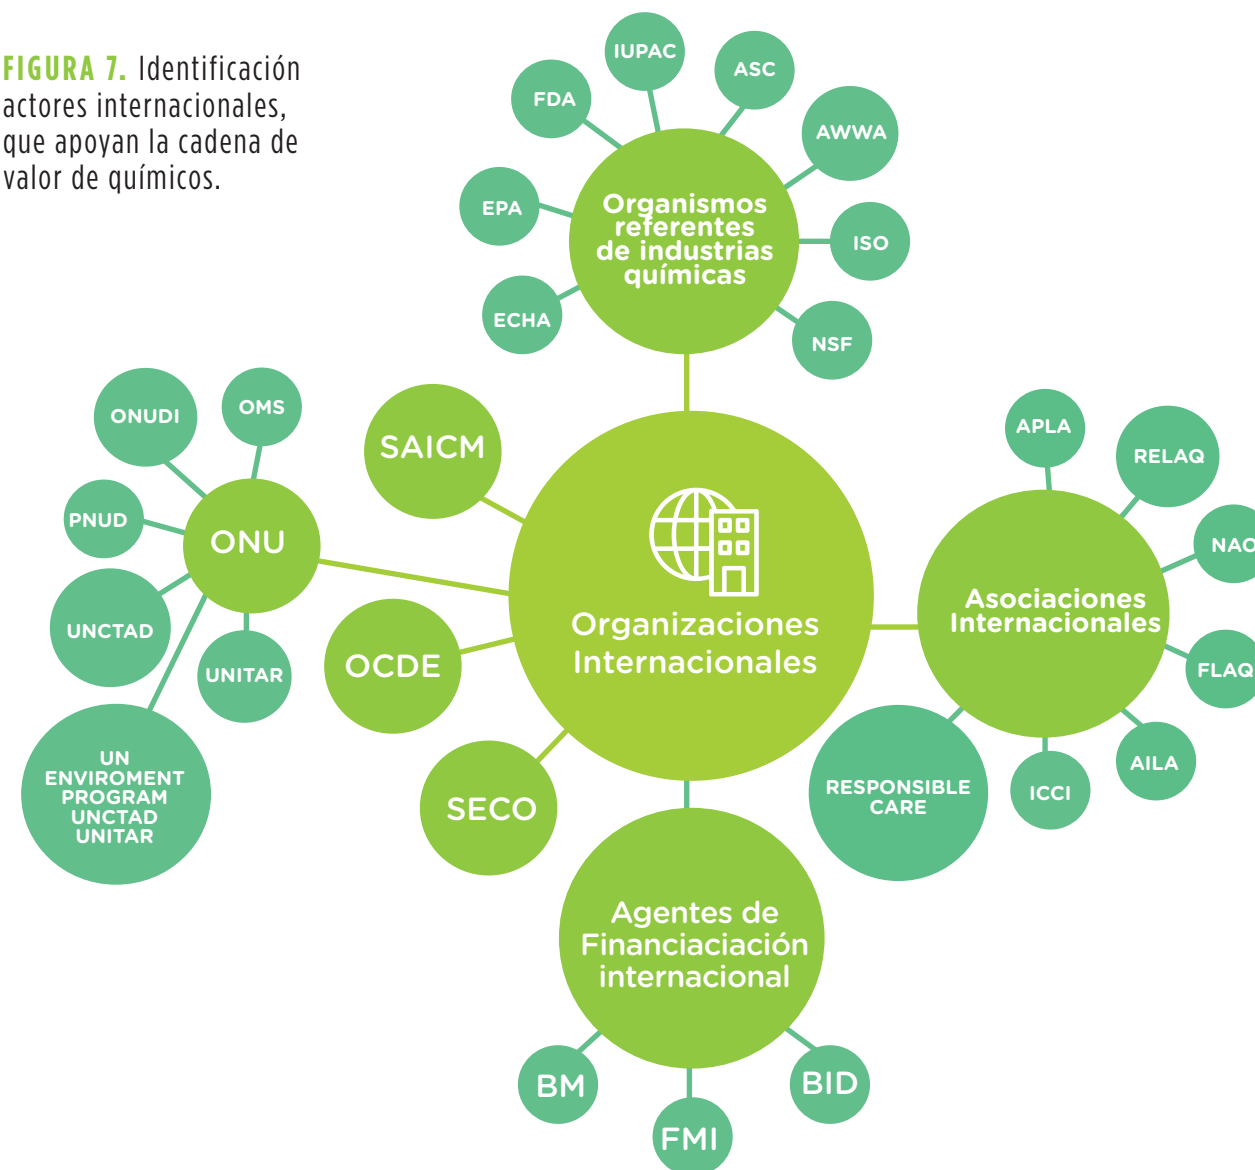 FIGURA 7. Identificación
actores internacionales,
que apoyan la cadena de
valor de químicos.
IUPAC
ASC
FDA
AWWA
EPA
ISO
ECHA
NSF
Organismos
referentes
de industrias
químicas
ONUDI
OMS
PNUD
ONU
UNCTAD
UNITAR
UN
ENVIROMENT
PROGRAM
UNCTAD
UNITAR
SAICM
OCDE
SECO
Organizaciones
Internacionales
APLA
RELAQ
NAO
Asociaciones
Internacionales
FLAQ
AILA
ICCI
RESPONSIBLE
CARE
Agentes de
Financiaciación
internacional
BM
FMI
BID